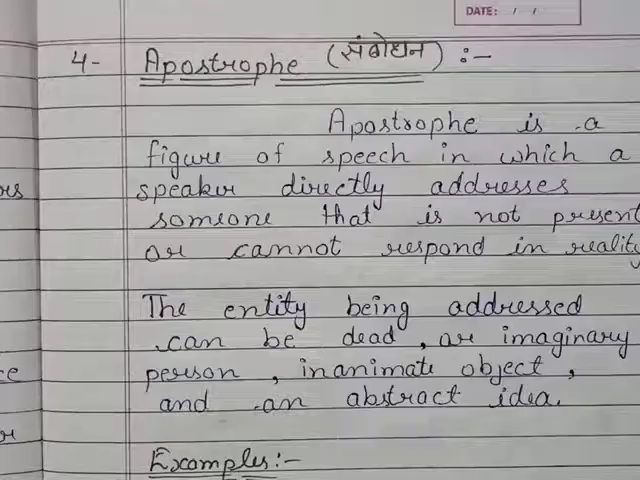 DATE: / /
4- Apostrophe (संबोधन) :-
Apostrophe is a
figure of speech in which a
speaker directly addresses
someone that is not present
or cannot respond in reality
The entity being addressed
can be dead, or imaginary
person, inanimate object,
and an abstract idea.
Examples:-